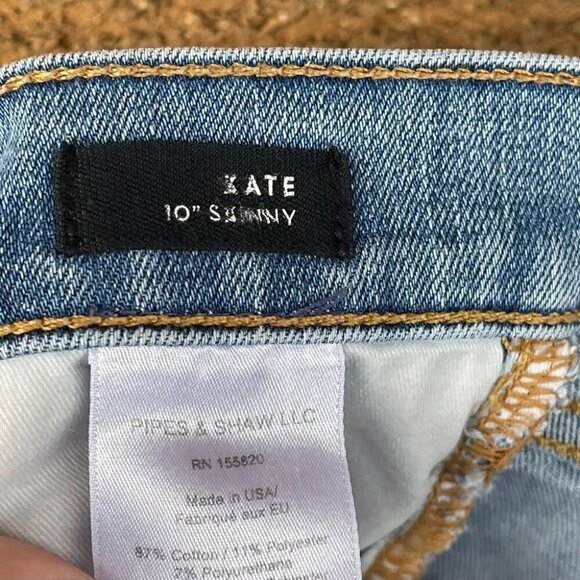 KATE
10" SKINNY
PIPES & SHAW LLC
RN 155820
Made in USA/
Fabriqué aux EU
87% Cotton / 11% Polyester
2% Polyurethane